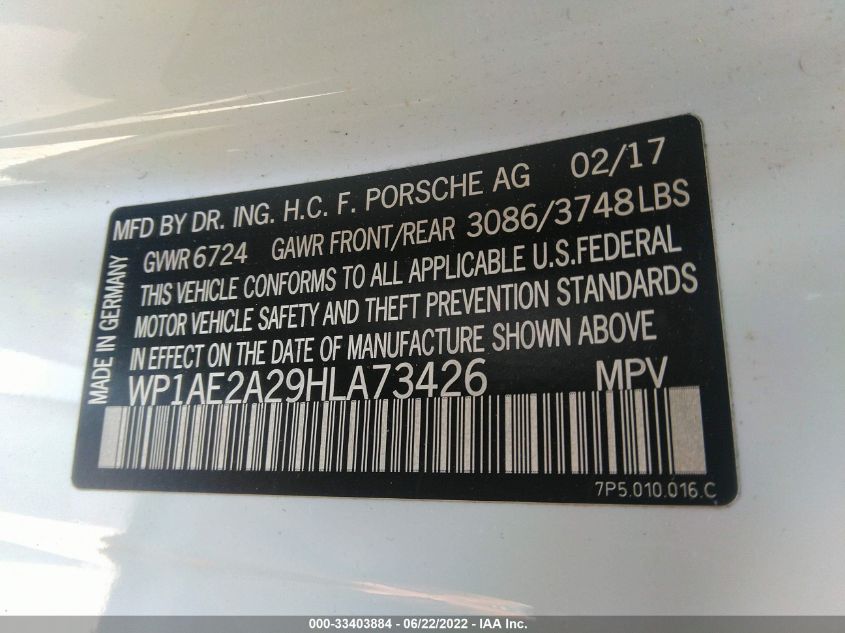 MFD BY DR. ING. H.C. F. PORSCHE AG 02/17
GVWR 6724 GAWR FRONT/REAR 3086/3748 LBS
THIS VEHICLE CONFORMS TO ALL APPLICABLE U.S. FEDERAL
MOTOR VEHICLE SAFETY AND THEFT PREVENTION STANDARDS
IN EFFECT ON THE DATE OF MANUFACTURE SHOWN ABOVE
WP1AE2A29HLA73426 MPV
MADE IN GERMANY
7P5.010.016.C
000-33403884 - 06/22/2022 - IAA Inc.